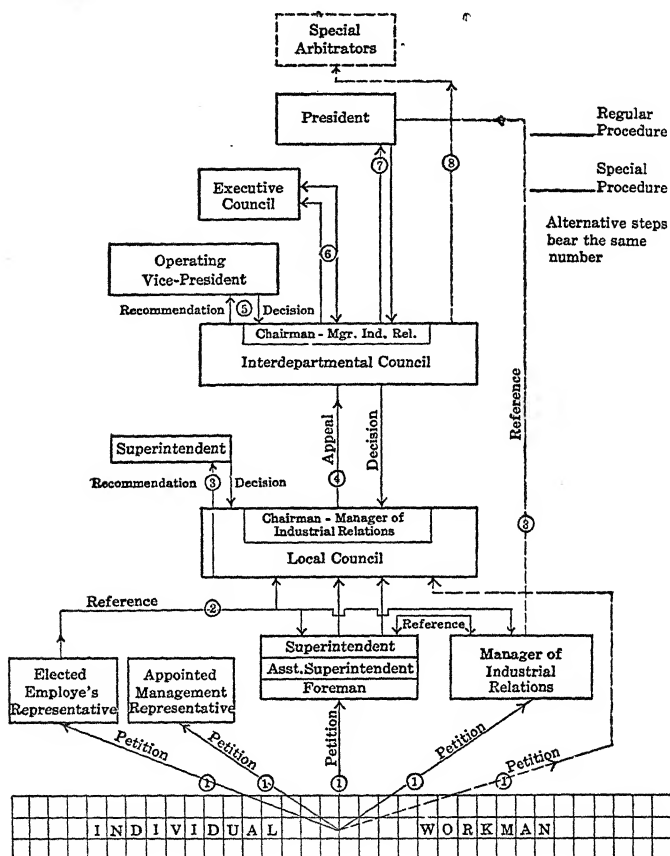 Special
Arbitrators
President
Regular
Procedure
7
8
Executive
Council
Special
Procedure
Alternative steps
bear the same
number
6
Operating
Vice-President
Recommendation 5 Decision
Chairman - Mgr. Ind. Rel.
Interdepartmental Council
Reference
Appeal
Decision
Superintendent
Recommendation 3 Decision
4
3
Chairman - Manager of
Industrial Relations
Local Council
Reference 2
Reference
Superintendent
Asst. Superintendent
Foreman
Manager of
Industrial
Relations
Elected
Employe's
Representative
Appointed
Management
Representative
Petition
Petition
Petition
Petition
Petition
1 1 1 1 1
INDIVIDUAL WORKMAN